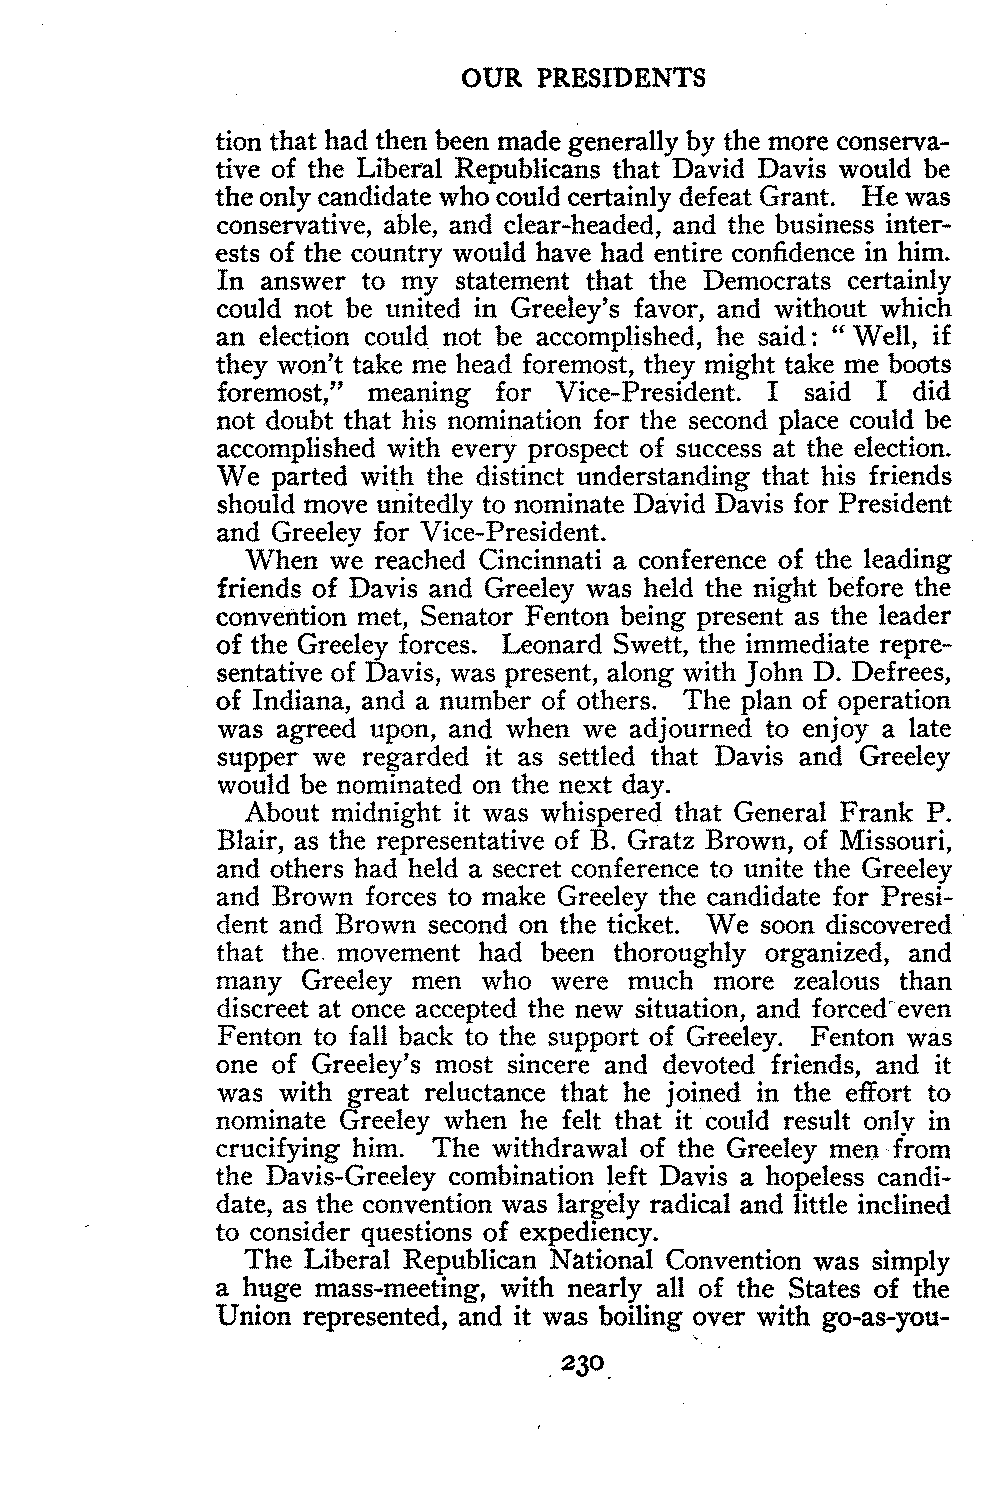 OUR PRESIDENTS
tion that had then been made generally by the more conserva-
tive of the Liberal Republicans that David Davis would be
the only candidate who could certainly defeat Grant. He was
conservative, able, and clear-headed, and the business inter-
ests of the country would have had entire confidence in him.
In answer to my statement that the Democrats certainly
could not be united in Greeley's favor, and without which
an election could not be accomplished, he said: " Well, if
they won't take me head foremost, they might take me boots
foremost," meaning for Vice-President. I said I did
not doubt that his nomination for the second place could be
accomplished with every prospect of success at the election.
We parted with the distinct understanding that his friends
should move unitedly to nominate David Davis for President
and Greeley for Vice-President.
When we reached Cincinnati a conference of the leading
friends of Davis and Greeley was held the night before the
convention met, Senator Fenton being present as the leader
of the Greeley forces. Leonard Swett, the immediate repre-
sentative of Davis, was present, along with John D. Defrees,
of Indiana, and a number of others. The plan of operation
was agreed upon, and when we adjourned to enjoy a late
supper we regarded it as settled that Davis and Greeley
would be nominated on the next day.
About midnight it was whispered that General Frank P.
Blair, as the representative of B. Gratz Brown, of Missouri,
and others had held a secret conference to unite the Greeley
and Brown forces to make Greeley the candidate for Presi-
dent and Brown second on the ticket. We soon discovered
that the movement had been thoroughly organized, and
many Greeley men who were much more zealous than
discreet at once accepted the new situation, and forced even
Fenton to fall back to the support of Greeley. Fenton was
one of Greeley's most sincere and devoted friends, and it
was with great reluctance that he joined in the effort to
nominate Greeley when he felt that it could result only in
crucifying him. The withdrawal of the Greeley men from
the Davis-Greeley combination left Davis a hopeless candi-
date, as the convention was largely radical and little inclined
to consider questions of expediency.
The Liberal Republican National Convention was simply
a huge mass-meeting, with nearly all of the States of the
Union represented, and it was boiling over with go-as-you-
230